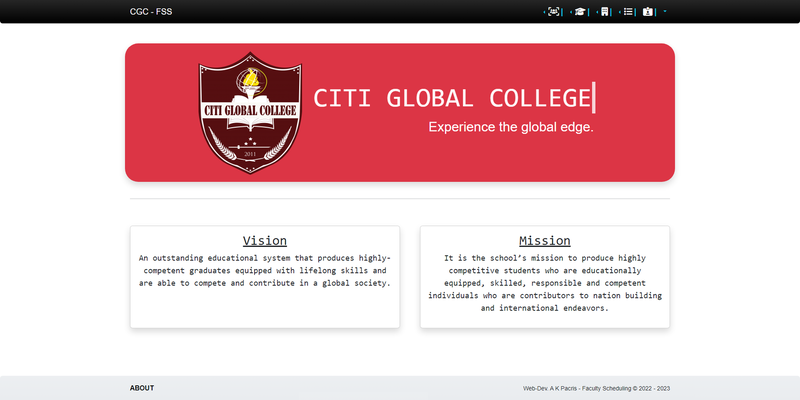 CGC - FSS
CITI GLOBAL COLLEGE
2011
CITI GLOBAL COLLEGE
Experience the global edge.
Vision
An outstanding educational system that produces highly-
competent graduates equipped with lifelong skills and
are able to compete and contribute in a global society.
Mission
It is the school’s mission to produce highly
competitive students who are educationally
equipped, skilled, responsible and competent
individuals who are contributors to nation building
and international endeavors.
ABOUT
Web-Dev. A K Pacris - Faculty Scheduling © 2022 - 2023